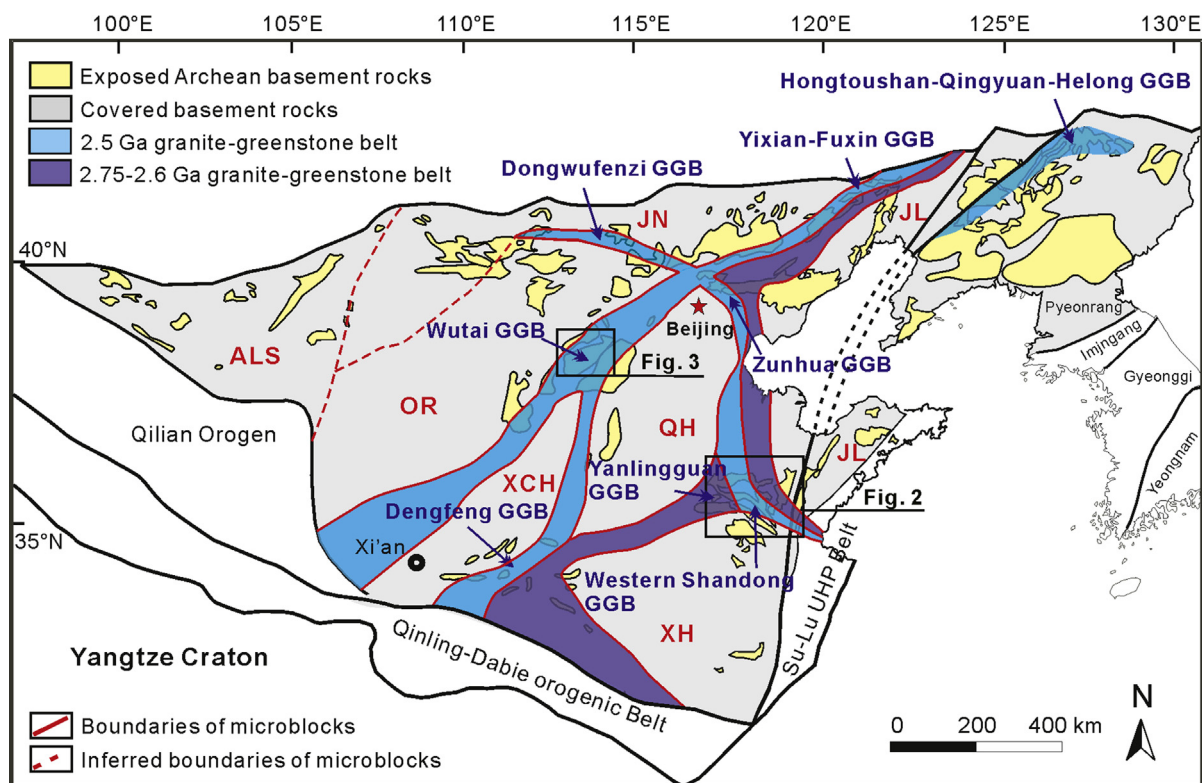 100°E 105°E 110°E 115°E 120°E 125°E 130°E
Exposed Archean basement rocks
Covered basement rocks
2.5 Ga granite-greenstone belt
2.75-2.6 Ga granite-greenstone belt
Hongtoushan-Qingyuan-Helong GGB
Yixian-Fuxin GGB
Dongwufenzi GGB
JN
JL
40°N
Pyeonrang
Beijing
Imjngang
Wutai GGB
ALS
Zunhua GGB
Fig. 3
Gyeonggi
OR
Qilian Orogen
QH
JL
Yanlingguan
GGB
XCH
Yeongnam
Dengfeng GGB
Fig. 2
35°N
Xi'an
Western Shandong
GGB
Su-Lu UHP Belt
XH
Qinling-Dabie orogenic Belt
Yangtze Craton
N
Boundaries of microblocks
Inferred boundaries of microblocks
0 200 400 km